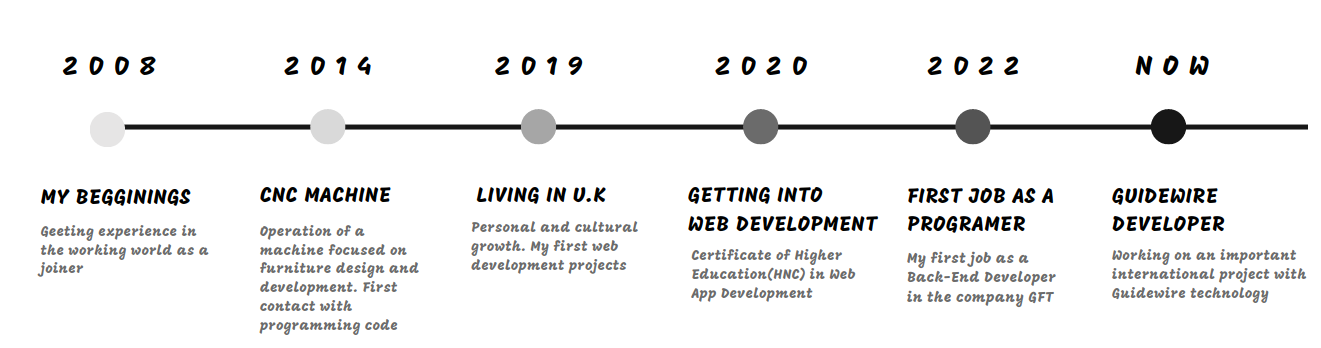 2008
2014
2019
2020
2022
NOW
MY BEGGININGS
Geeting experience in
the working world as a
joiner
CNC MACHINE
Operation of a
machine focused on
furniture design and
development. First
contact with
programming code
LIVING IN U.K
Personal and cultural
growth. My first web
development projects
GETTING INTO
WEB DEVELOPMENT
Certificate of Higher
Education(HNC) in Web
App Development
FIRST JOB AS A
PROGRAMER
My first job as a
Back-End Developer
in the company GFT
GUIDEWIRE
DEVELOPER
Working on an important
international project with
Guidewire technology